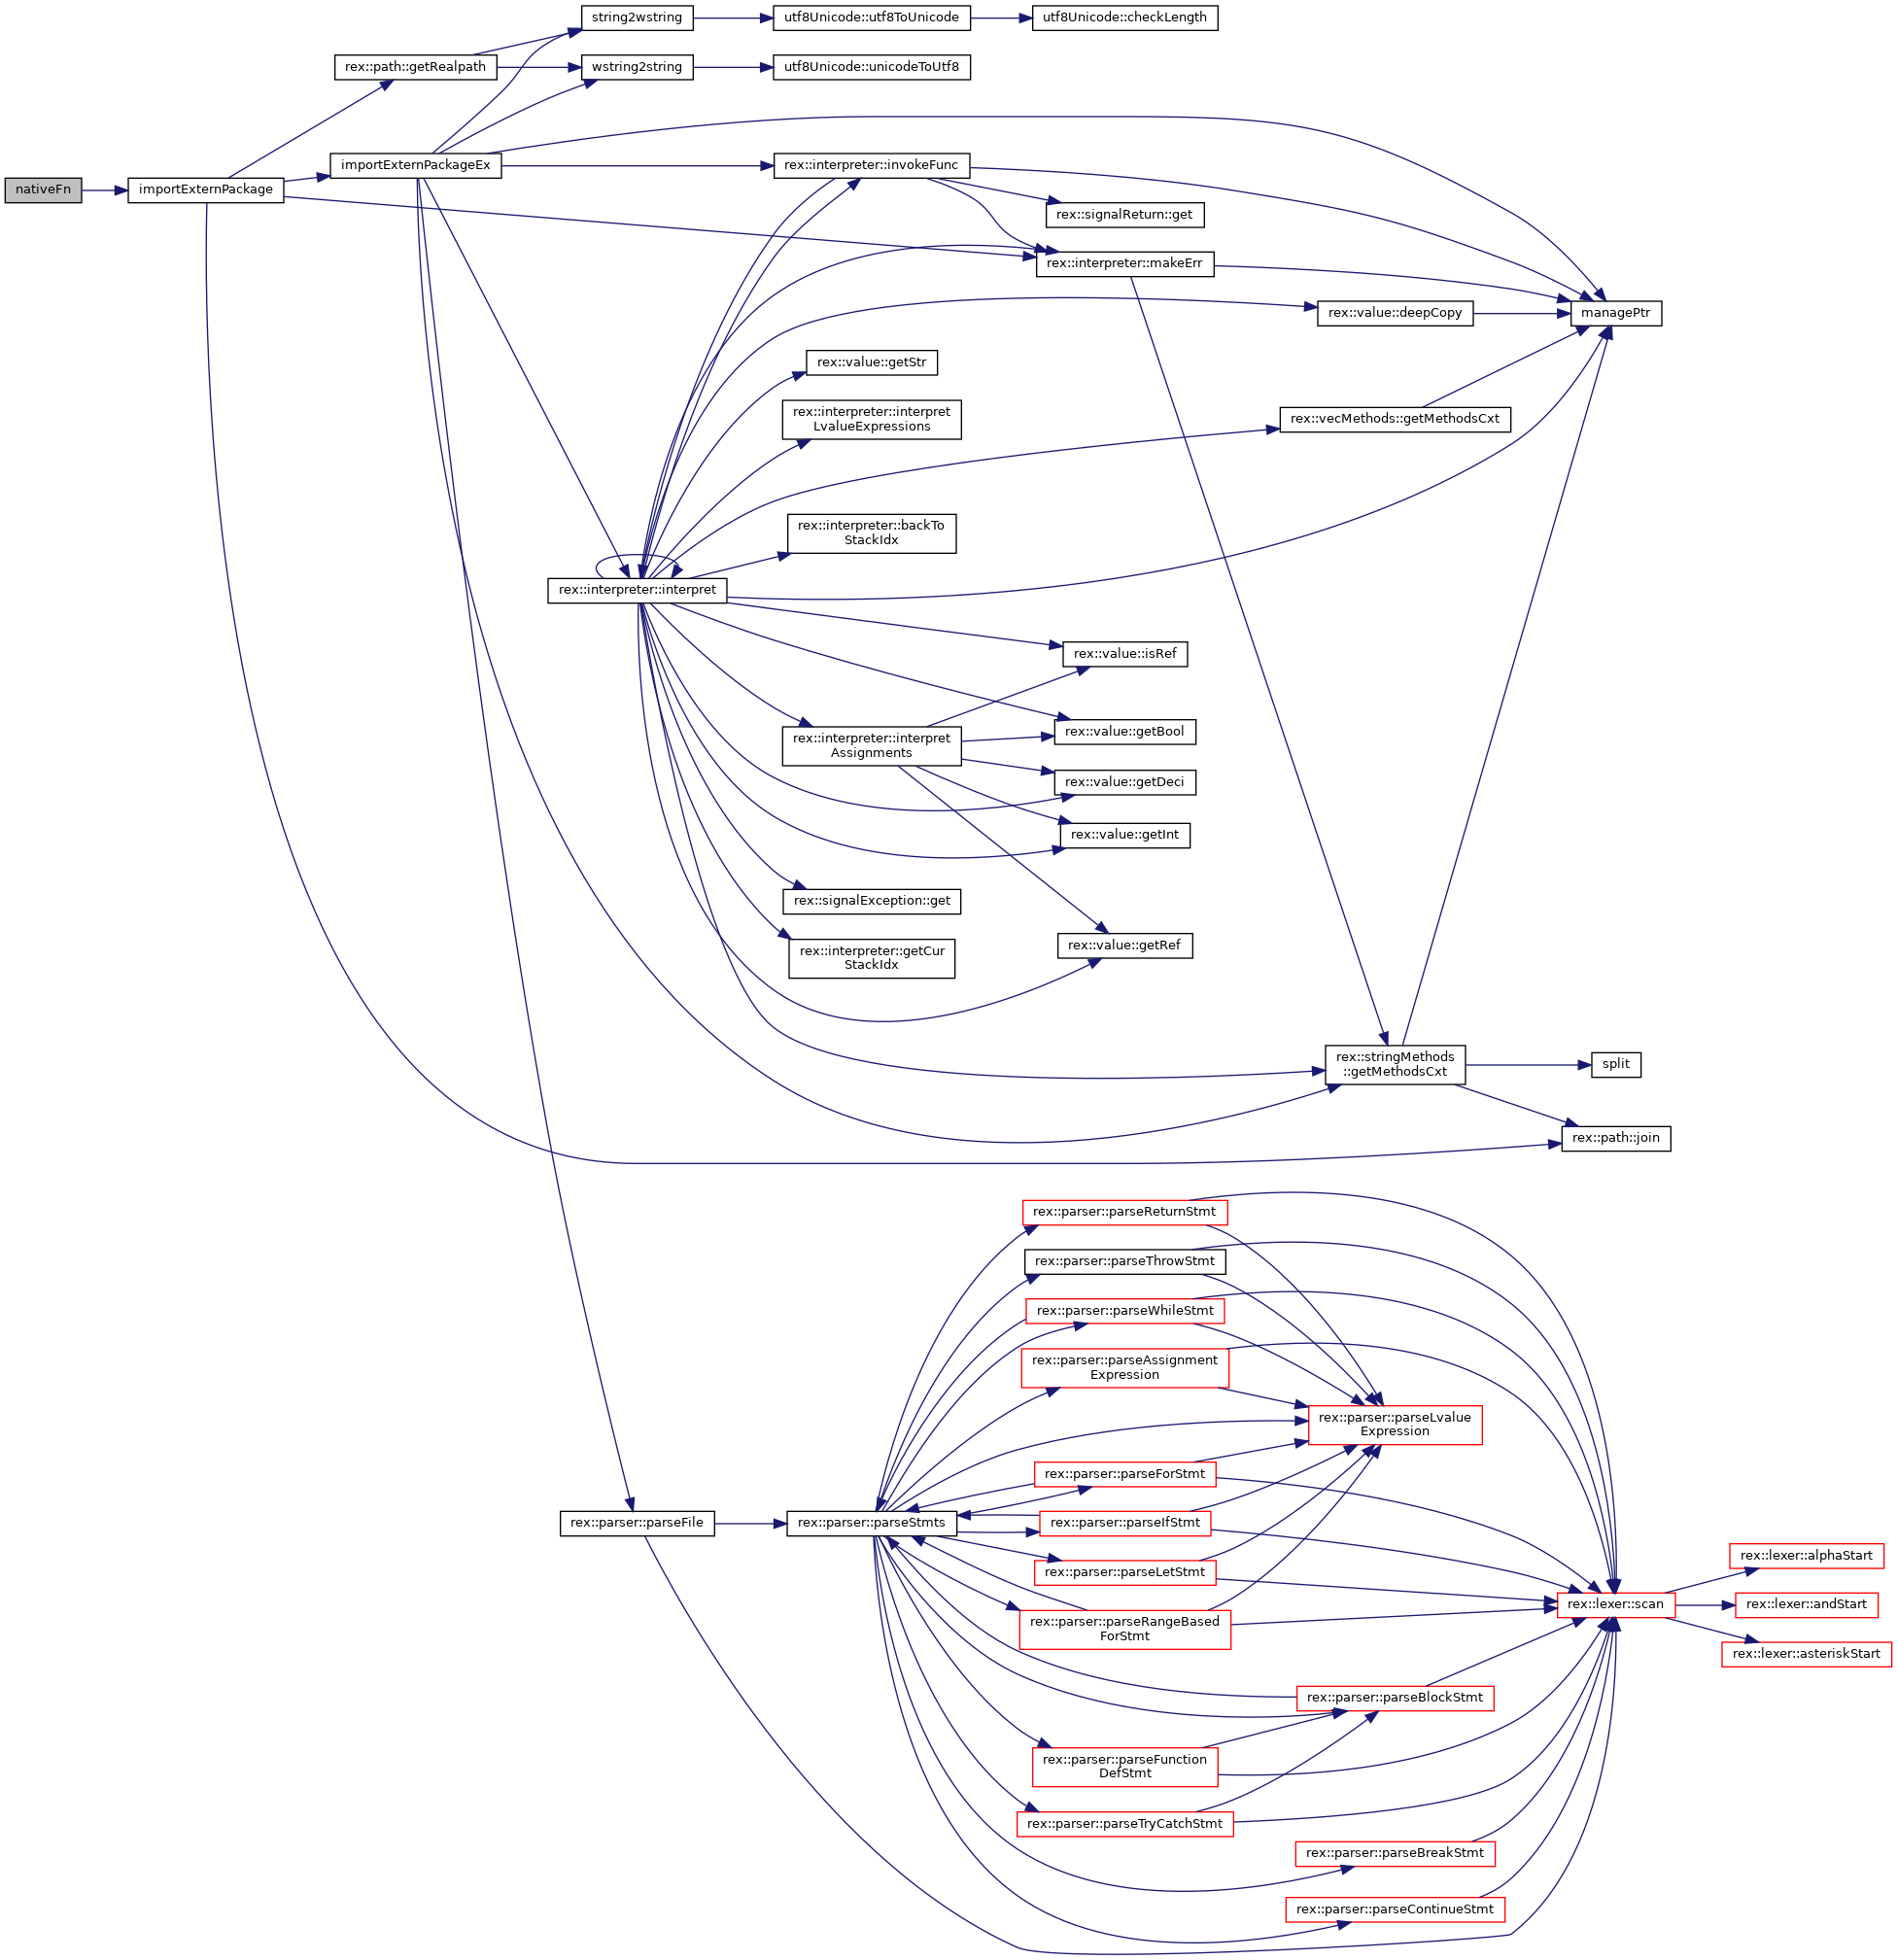 string2wstring
utf8Unicode::utf8ToUnicode
utf8Unicode::checkLength
rex::path::getRealpath
wstring2string
utf8Unicode::unicodeToUtf8
importExternPackageEx
rex::interpreter::invokeFunc
nativeFn
importExternPackage
rex::signalReturn::get
rex::interpreter::makeErr
rex::value::deepCopy
managePtr
rex::value::getStr
rex::interpreter::interpret
LvalueExpressions
rex::vecMethods::getMethodsCxt
rex::interpreter::backTo
StackIdx
rex::interpreter::interpret
rex::value::isRef
rex::interpreter::interpret
Assignments
rex::value::getBool
rex::value::getDeci
rex::value::getInt
rex::signalException::get
rex::interpreter::getCur
StackIdx
rex::value::getRef
rex::stringMethods
::getMethodsCxt
split
rex::path::join
rex::parser::parseReturnStmt
rex::parser::parseThrowStmt
rex::parser::parseWhileStmt
rex::parser::parseAssignment
Expression
rex::parser::parseLvalue
Expression
rex::parser::parseForStmt
rex::parser::parseFile
rex::parser::parseStmts
rex::parser::parseIfStmt
rex::lexer::alphaStart
rex::parser::parseLetStmt
rex::lexer::scan
rex::lexer::andStart
rex::parser::parseRangeBased
ForStmt
rex::lexer::asteriskStart
rex::parser::parseBlockStmt
rex::parser::parseFunction
DefStmt
rex::parser::parseTryCatchStmt
rex::parser::parseBreakStmt
rex::parser::parseContinueStmt